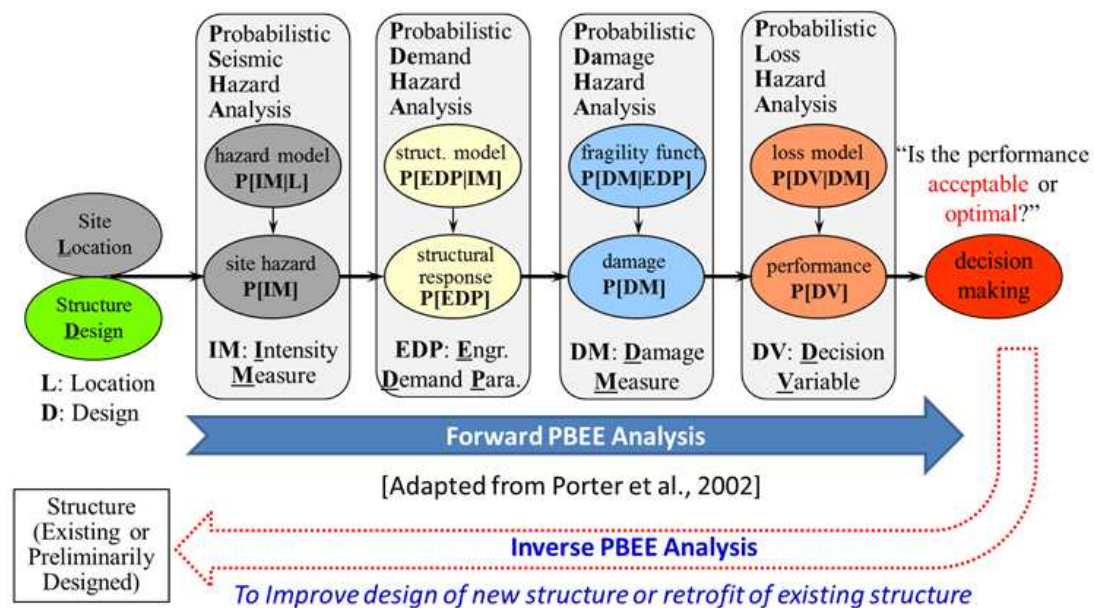 Probabilistic
Seismic
Hazard
Analysis
hazard model
P[IM|L]
site hazard
P[IM]
IM: Intensity
Measure
Probabilistic
Demand
Hazard
Analysis
struct. model
P[EDP|IM]
structural
response
P[EDP]
EDP: Engr.
Demand Para.
Probabilistic
Damage
Hazard
Analysis
fragility funct.
P[DM|EDP]
damage
P[DM]
DM: Damage
Measure
Probabilistic
Loss
Hazard
Analysis
loss model
P[DV|DM]
performance
P[DV]
DV: Decision
Variable
“Is the performance
acceptable or
optimal?”
decision
making
Site
Location
Structure
Design
L: Location
D: Design
Forward PBEE Analysis
[Adapted from Porter et al., 2002]
Structure
(Existing or
Preliminarily
Designed)
Inverse PBEE Analysis
To Improve design of new structure or retrofit of existing structure